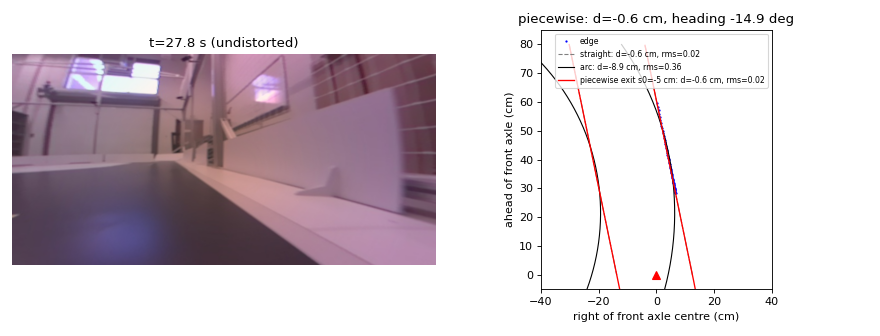 t=27.8 s (undistorted)
piecewise: d=-0.6 cm, heading -14.9 deg
edge
straight: d=-0.6 cm, rms=0.02
arc: d=-8.9 cm, rms=0.36
piecewise exit s0=-5 cm: d=-0.6 cm, rms=0.02
ahead of front axle (cm)
80
70
60
50
40
30
20
10
0
−40
−20
0
20
40
right of front axle centre (cm)